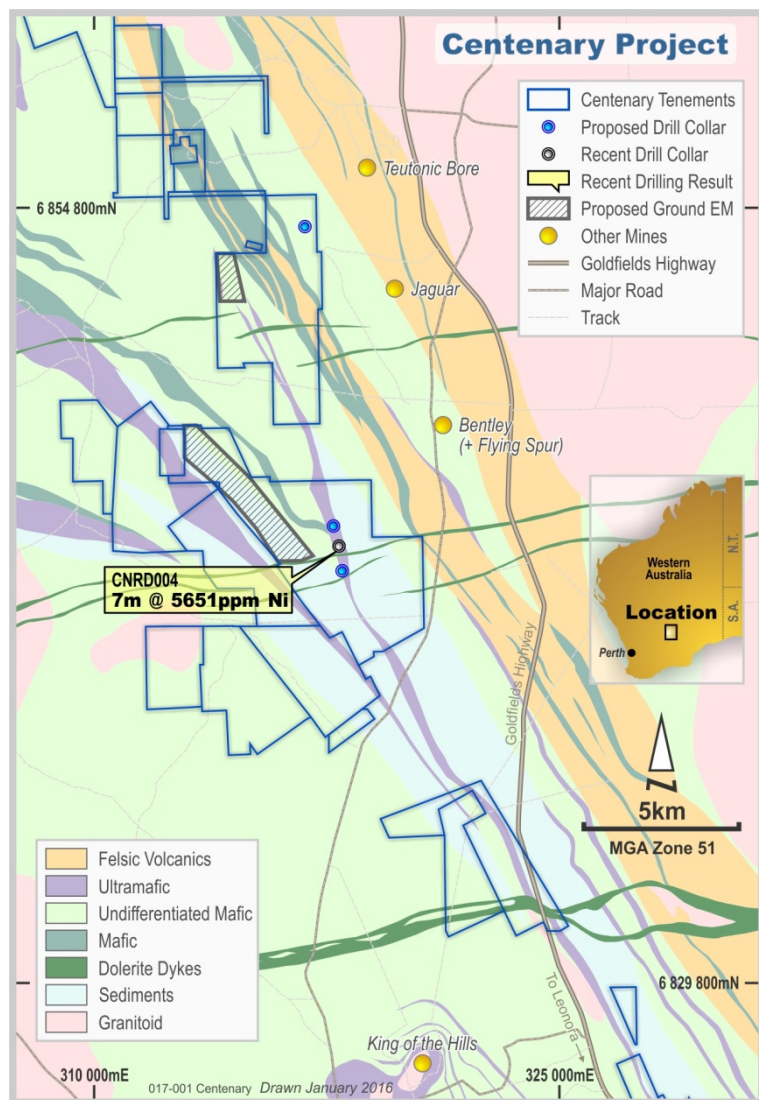 Centenary Project
Centenary Tenements
Proposed Drill Collar
Recent Drill Collar
Recent Drilling Result
Proposed Ground EM
Other Mines
Goldfields Highway
Major Road
Track
Teutonic Bore
6 854 800mN
Jaguar
Bentley
(+ Flying Spur)
CNRD004
7m @ 5651ppm Ni
Western
Australia
N.T.
S.A.
Location
Perth
Goldfields Highway
N
5km
MGA Zone 51
Felsic Volcanics
Ultramafic
Undifferentiated Mafic
Mafic
Dolerite Dykes
Sediments
Granitoid
6 829 800mN
To Leonora
King of the Hills
310 000mE
325 000mE
017-001 Centenary Drawn January 2016